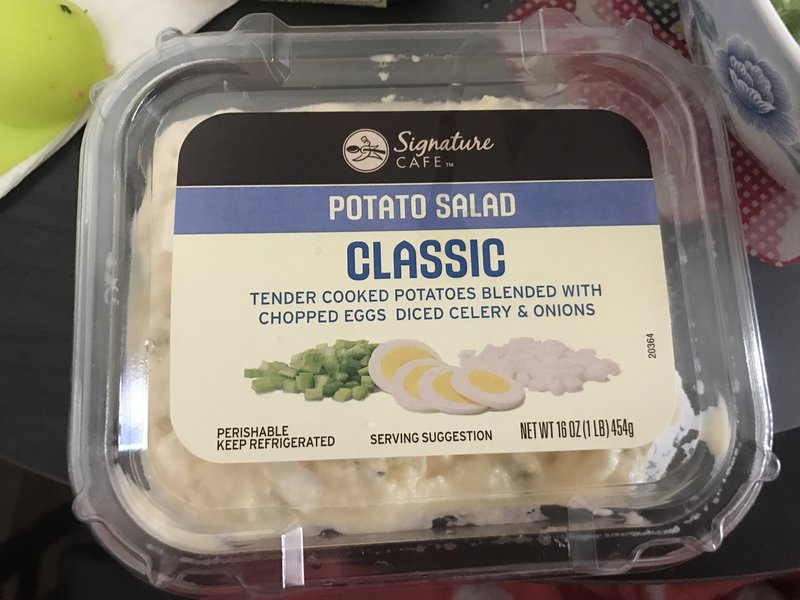 Signature
CAFE™
POTATO SALAD
CLASSIC
TENDER COOKED POTATOES BLENDED WITH
CHOPPED EGGS DICED CELERY & ONIONS
20364
PERISHABLE
KEEP REFRIGERATED
SERVING SUGGESTION
NET WT 16 OZ (1 LB) 454g